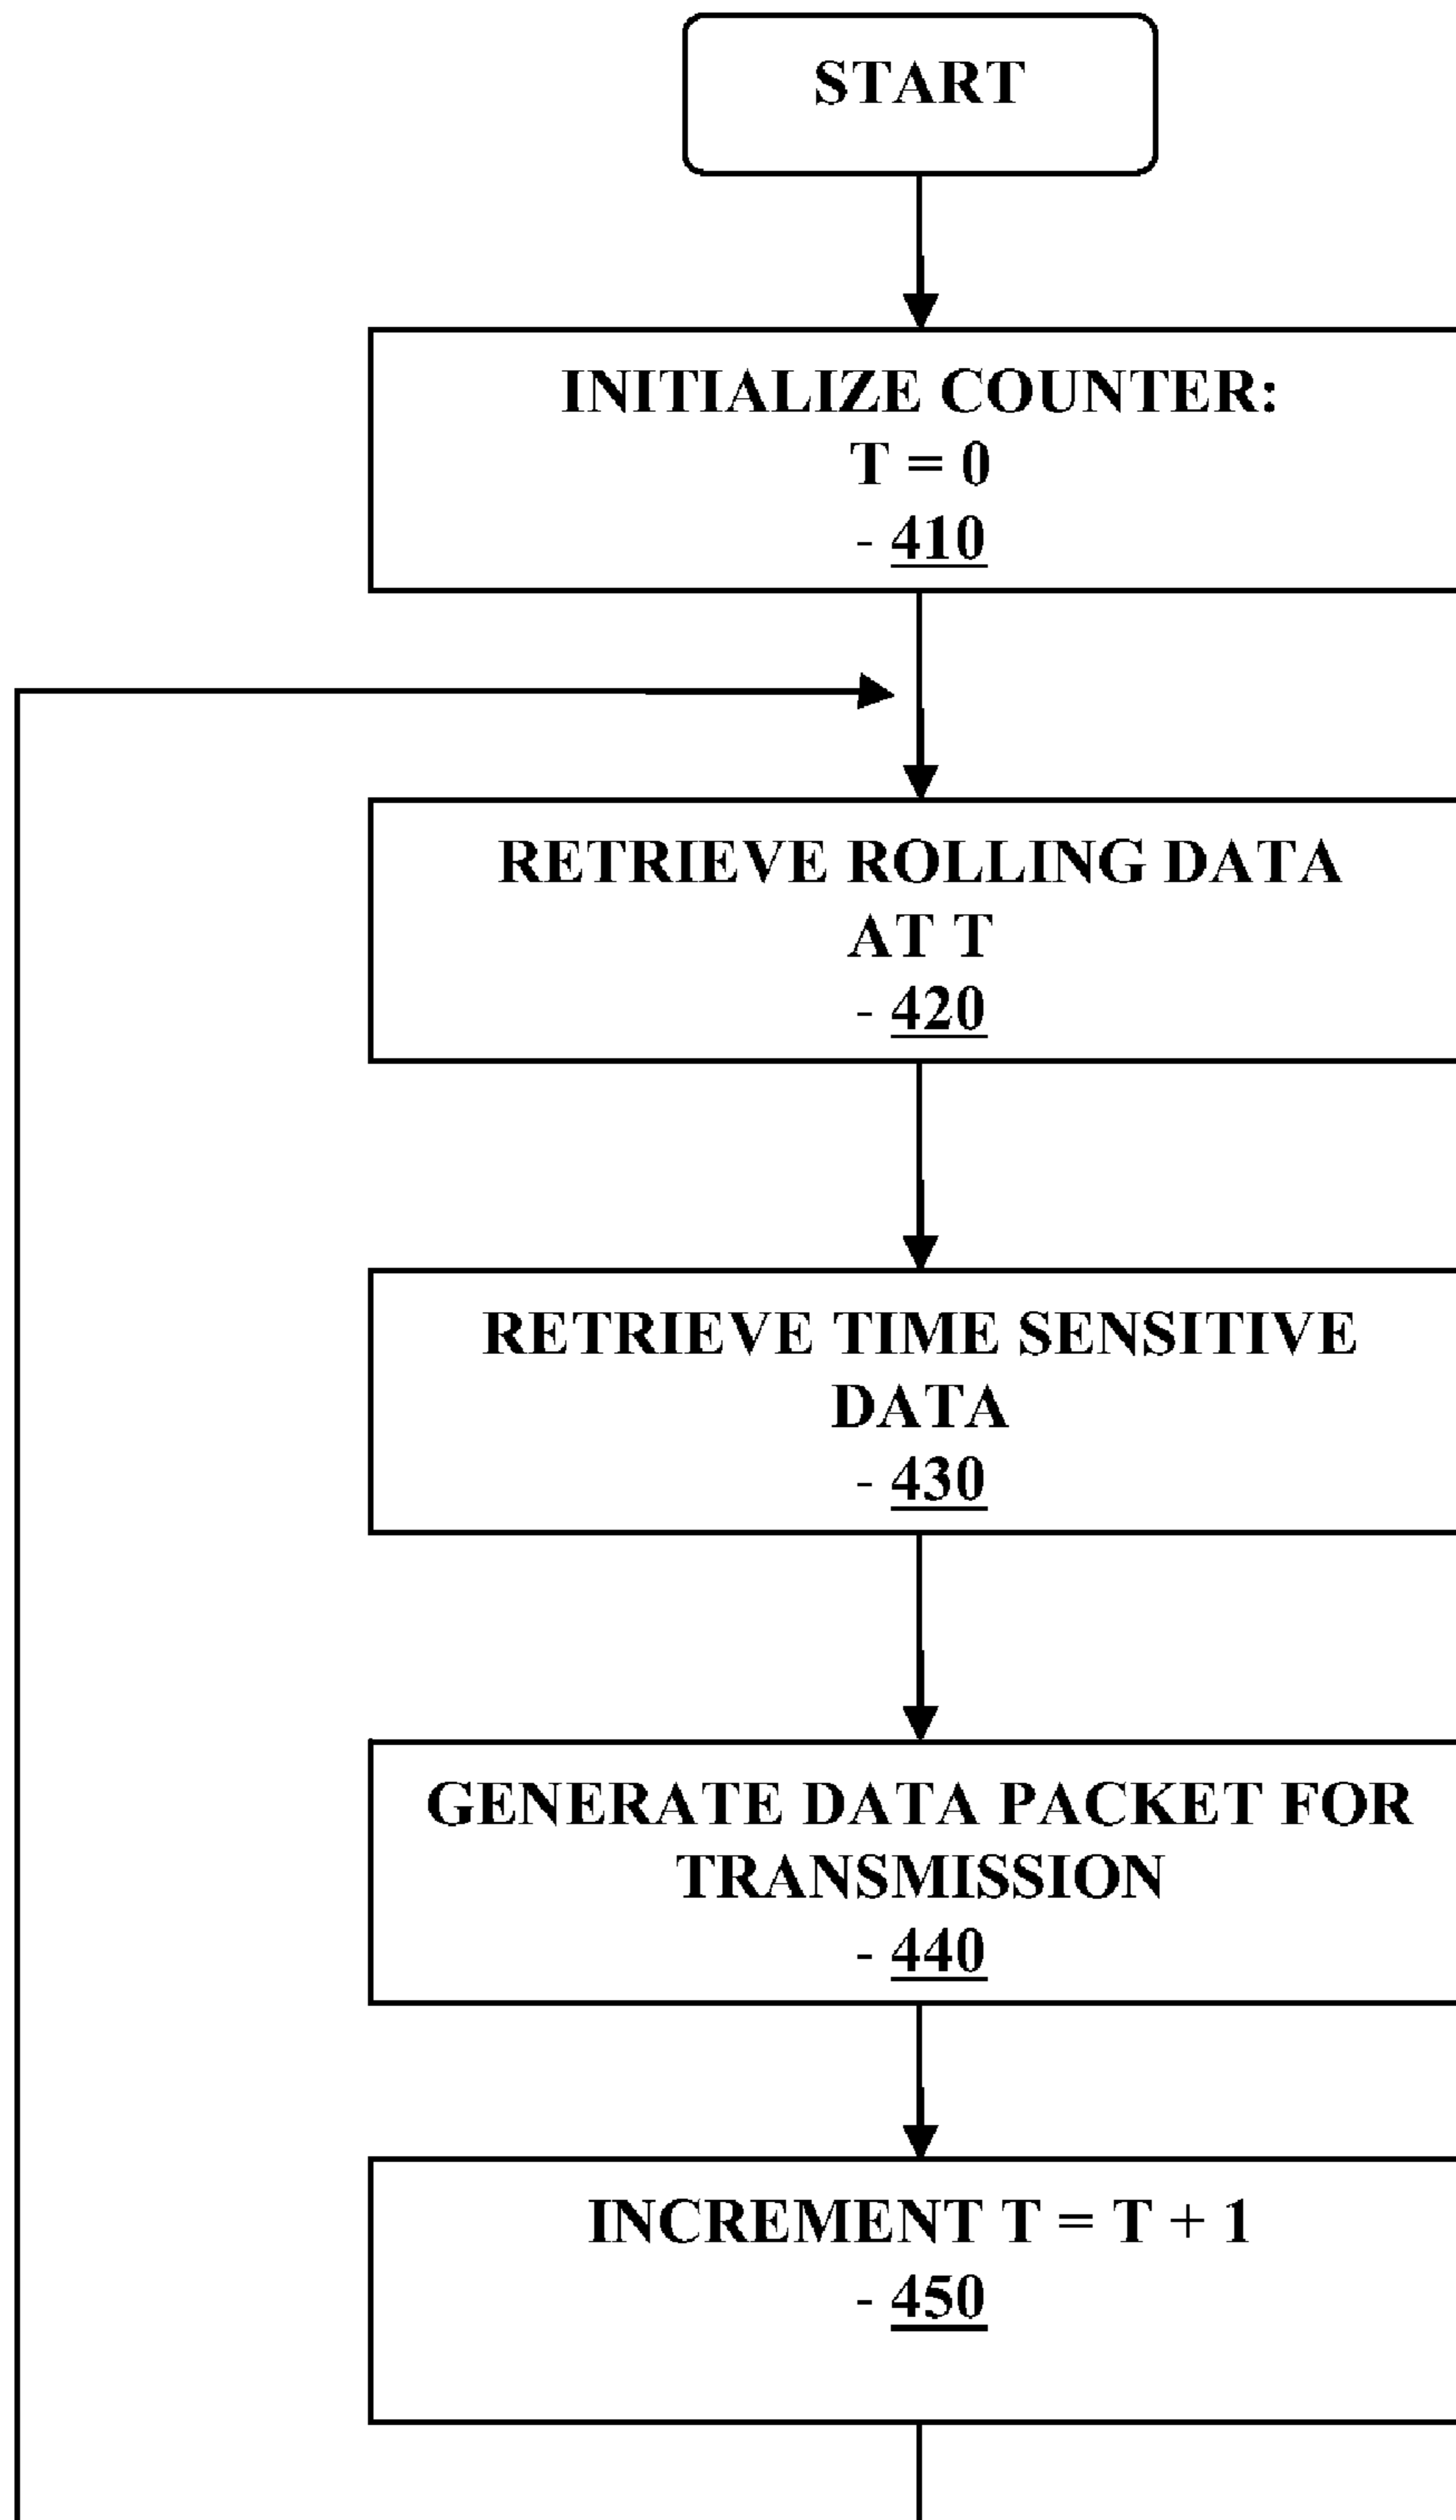 START
INITIALIZE COUNTER:
T = 0
- 410
RETRIEVE ROLLING DATA
AT T
- 420
RETRIEVE TIME SENSITIVE
DATA
- 430
GENERATE DATA PACKET FOR
TRANSMISSION
- 440
INCREMENT T = T + 1
- 450